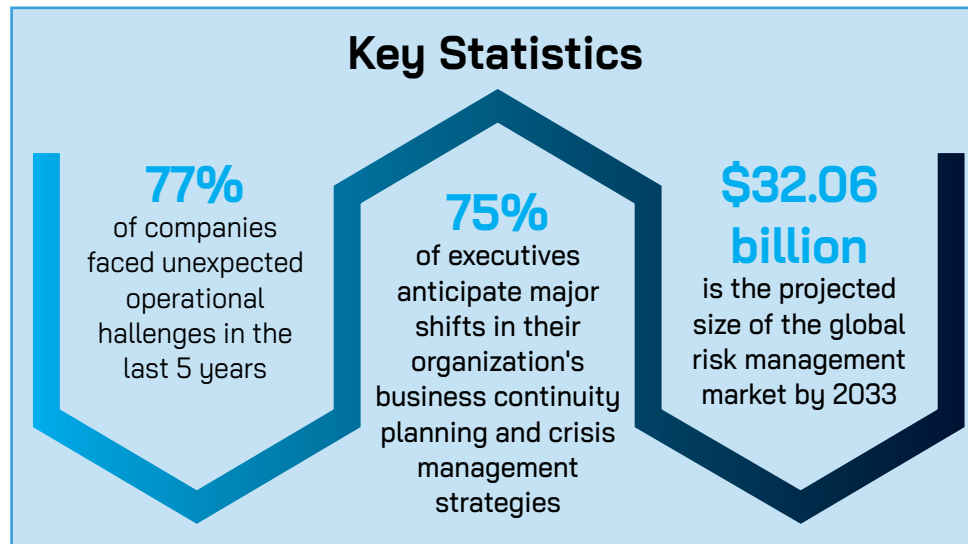 Key Statistics
77%
of companies
faced unexpected
operational
hallenges in the
last 5 years
75%
of executives
anticipate major
shifts in their
organization's
business continuity
planning and crisis
management
strategies
$32.06
billion
is the projected
size of the global
risk management
market by 2033